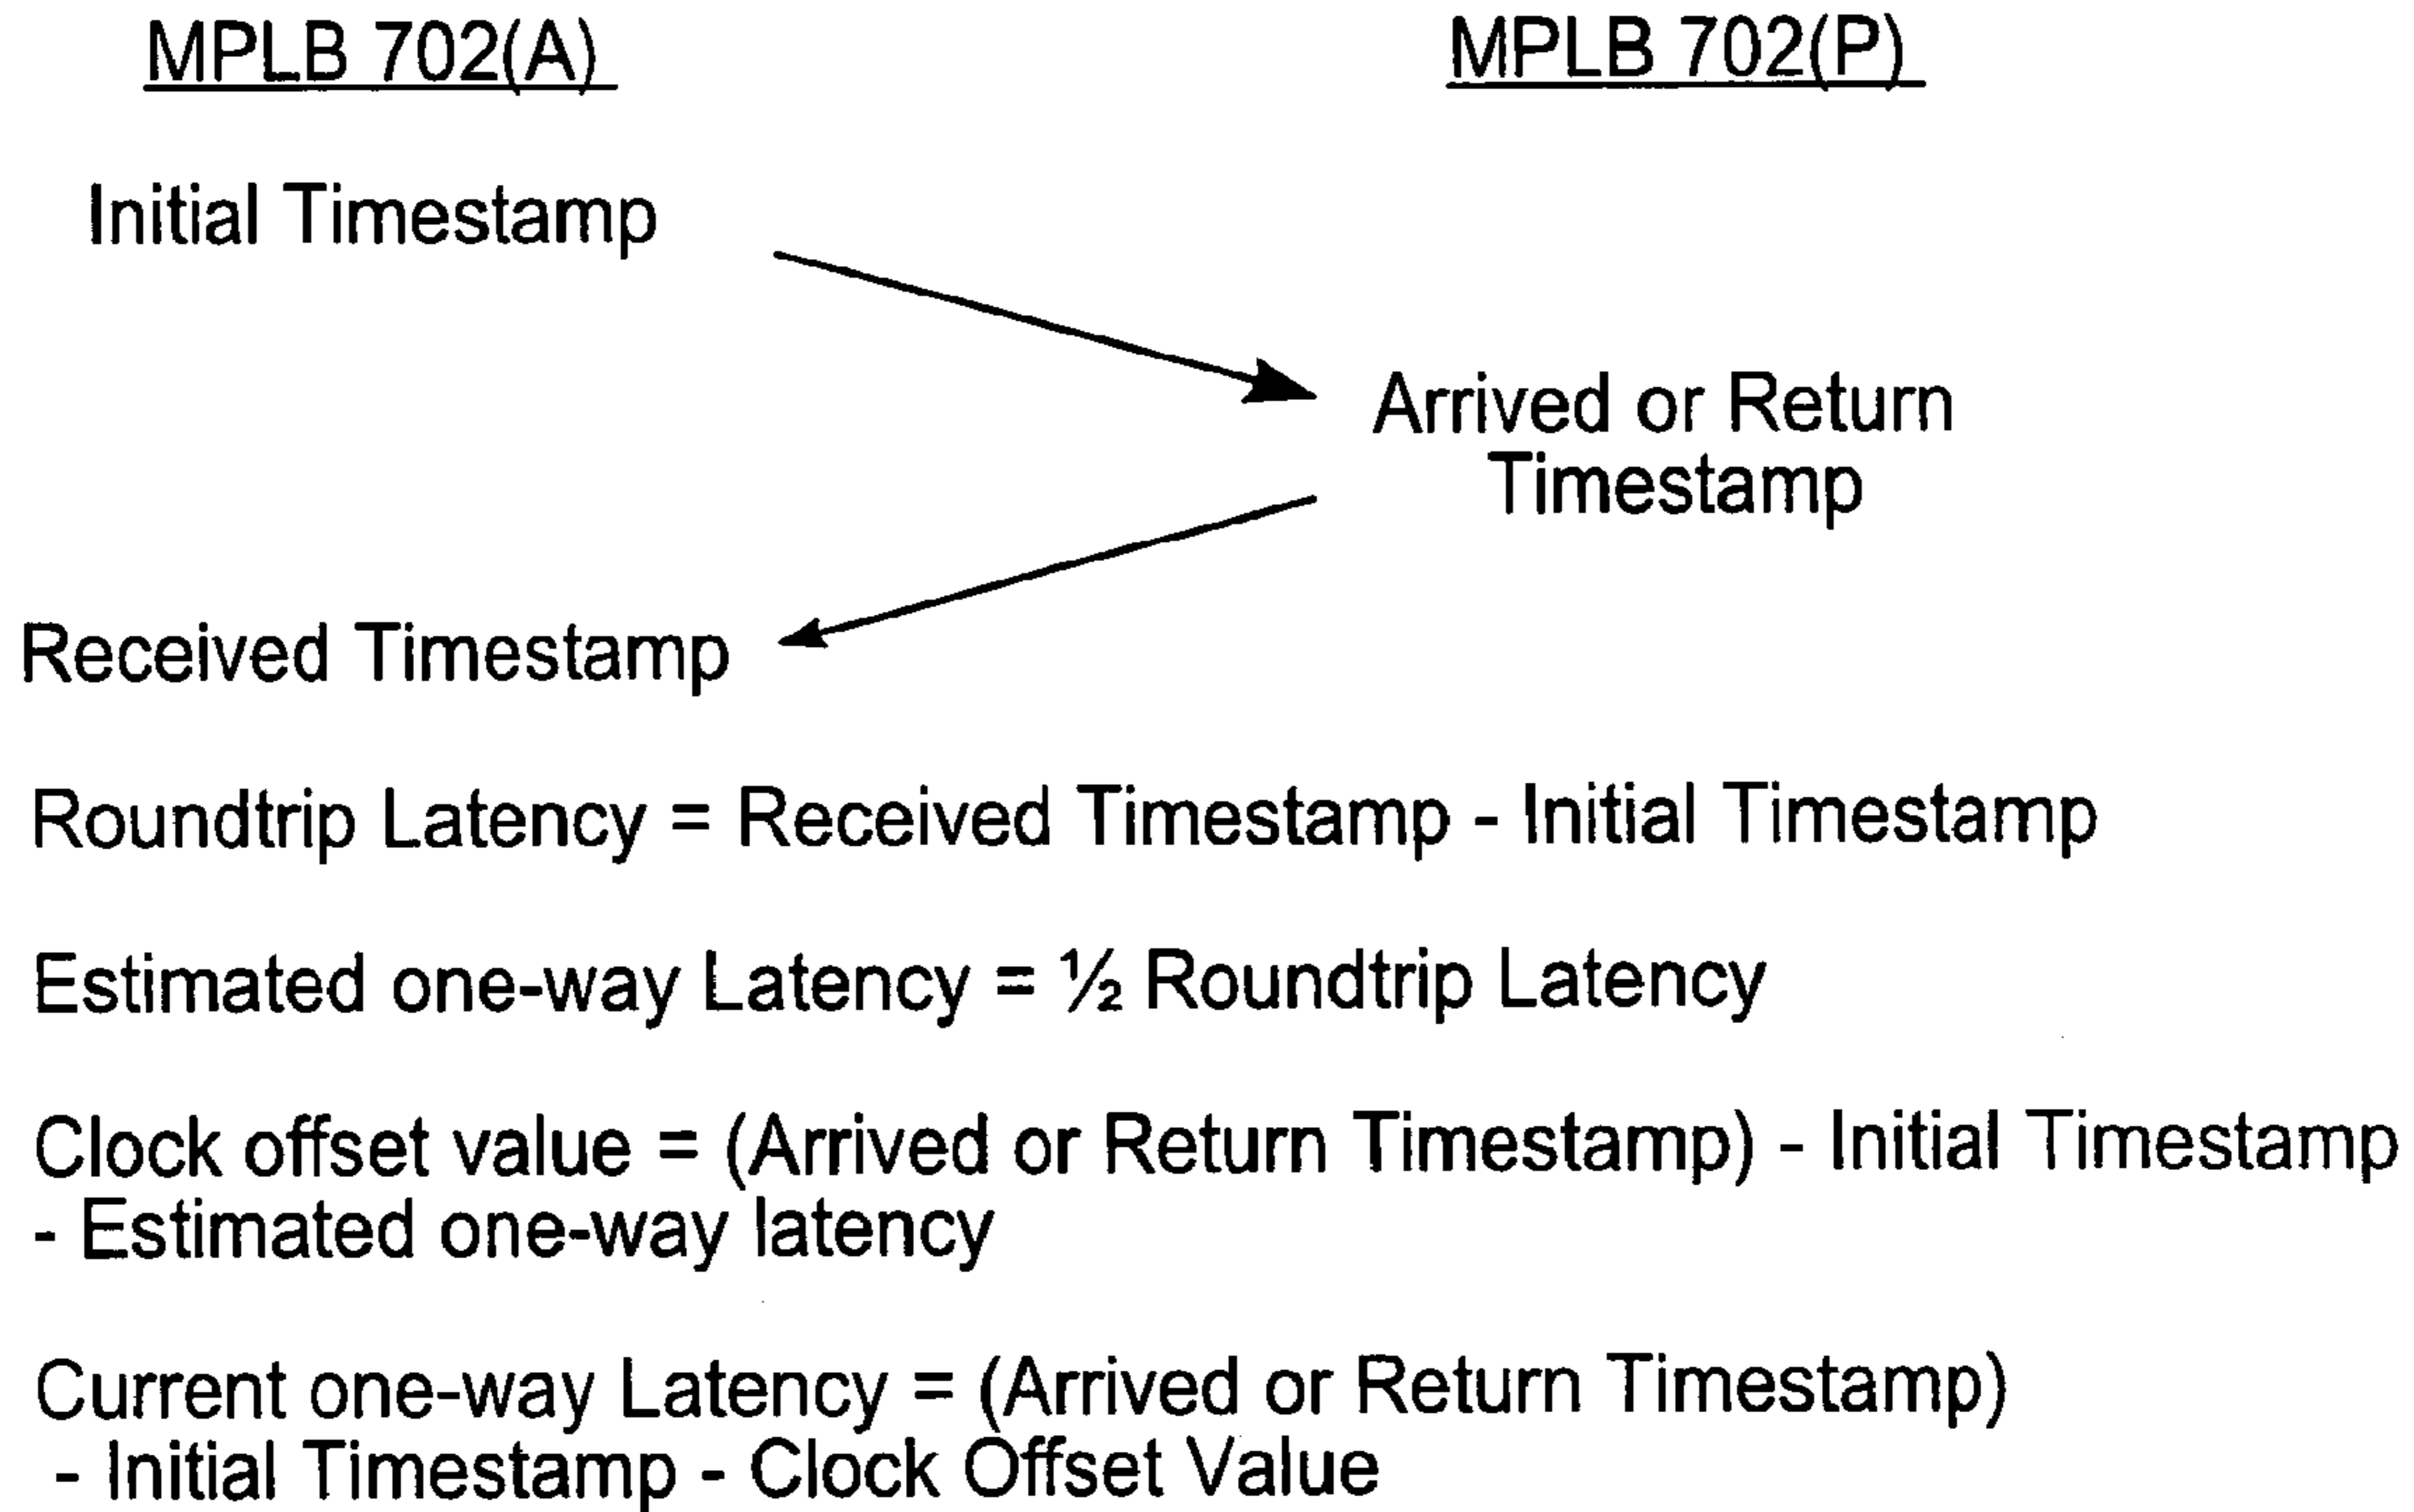 MPLB 702(A)
MPLB 702(P)
Initial Timestamp
Arrived or Return
Timestamp
Received Timestamp
Roundtrip Latency = Received Timestamp - Initial Timestamp
Estimated one-way Latency = ½ Roundtrip Latency
Clock offset value = (Arrived or Return Timestamp) - Initial Timestamp
- Estimated one-way latency
Current one-way Latency = (Arrived or Return Timestamp)
- Initial Timestamp - Clock Offset Value